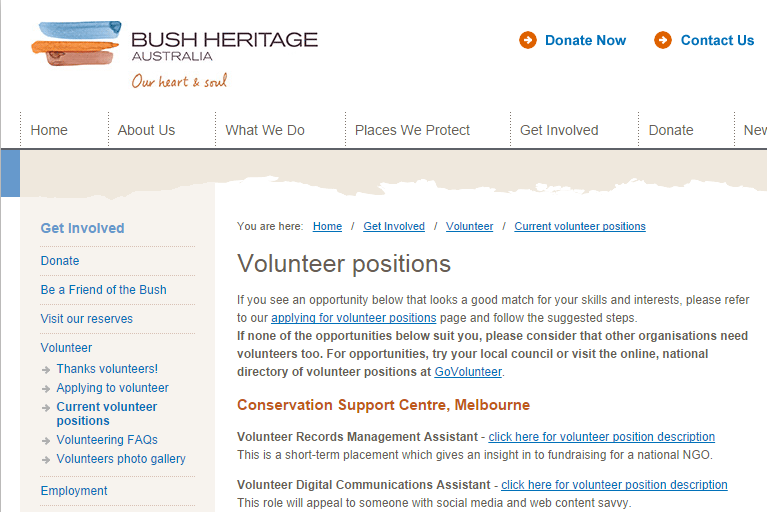 BUSH HERITAGE
AUSTRALIA
Our heart & soul
Donate Now
Contact Us
Home
About Us
What We Do
Places We Protect
Get Involved
Donate
Get Involved
Donate
Be a Friend of the Bush
Visit our reserves
Volunteer
Thanks volunteers!
Applying to volunteer
Current volunteer
positions
Volunteering FAQs
Volunteers photo gallery
Employment
You are here: Home / Get Involved / Volunteer / Current volunteer positions
Volunteer positions
If you see an opportunity below that looks a good match for your skills and interests, please refer
to our applying for volunteer positions page and follow the suggested steps.
If none of the opportunities below suit you, please consider that other organisations need
volunteers too. For opportunities, try your local council or visit the online, national
directory of volunteer positions at GoVolunteer.
Conservation Support Centre, Melbourne
Volunteer Records Management Assistant - click here for volunteer position description
This is a short-term placement which gives an insight in to fundraising for a national NGO.
Volunteer Digital Communications Assistant - click here for volunteer position description
This role will appeal to someone with social media and web content savvy.